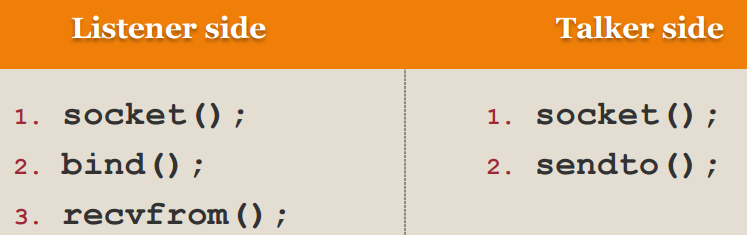 Listener side
Talker side
1. socket();
2. bind();
3. recvfrom();
1. socket();
2. sendto();